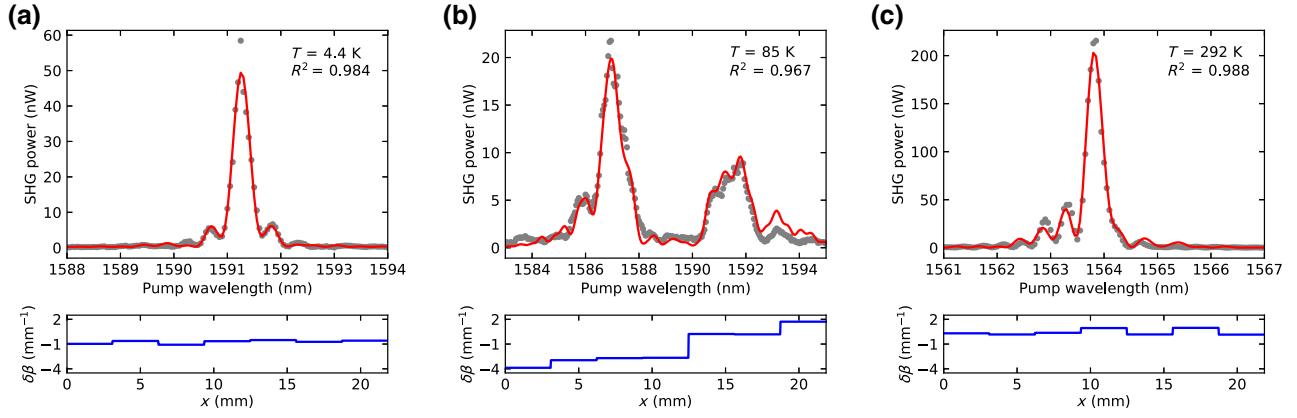 (a)
T = 4.4 K
R² = 0.984
SHG power (nW)
60
50
40
30
20
10
0
1588 1589 1590 1591 1592 1593 1594
Pump wavelength (nm)
δβ (mm⁻¹)
2
−1
−4
0 5 10 15 20
x (mm)
(b)
T = 85 K
R² = 0.967
SHG power (nW)
20
15
10
5
0
1584 1586 1588 1590 1592 1594
Pump wavelength (nm)
δβ (mm⁻¹)
2
−1
−4
0 5 10 15 20
x (mm)
(c)
T = 292 K
R² = 0.988
SHG power (nW)
200
150
100
50
0
1561 1562 1563 1564 1565 1566 1567
Pump wavelength (nm)
δβ (mm⁻¹)
2
−1
−4
0 5 10 15 20
x (mm)